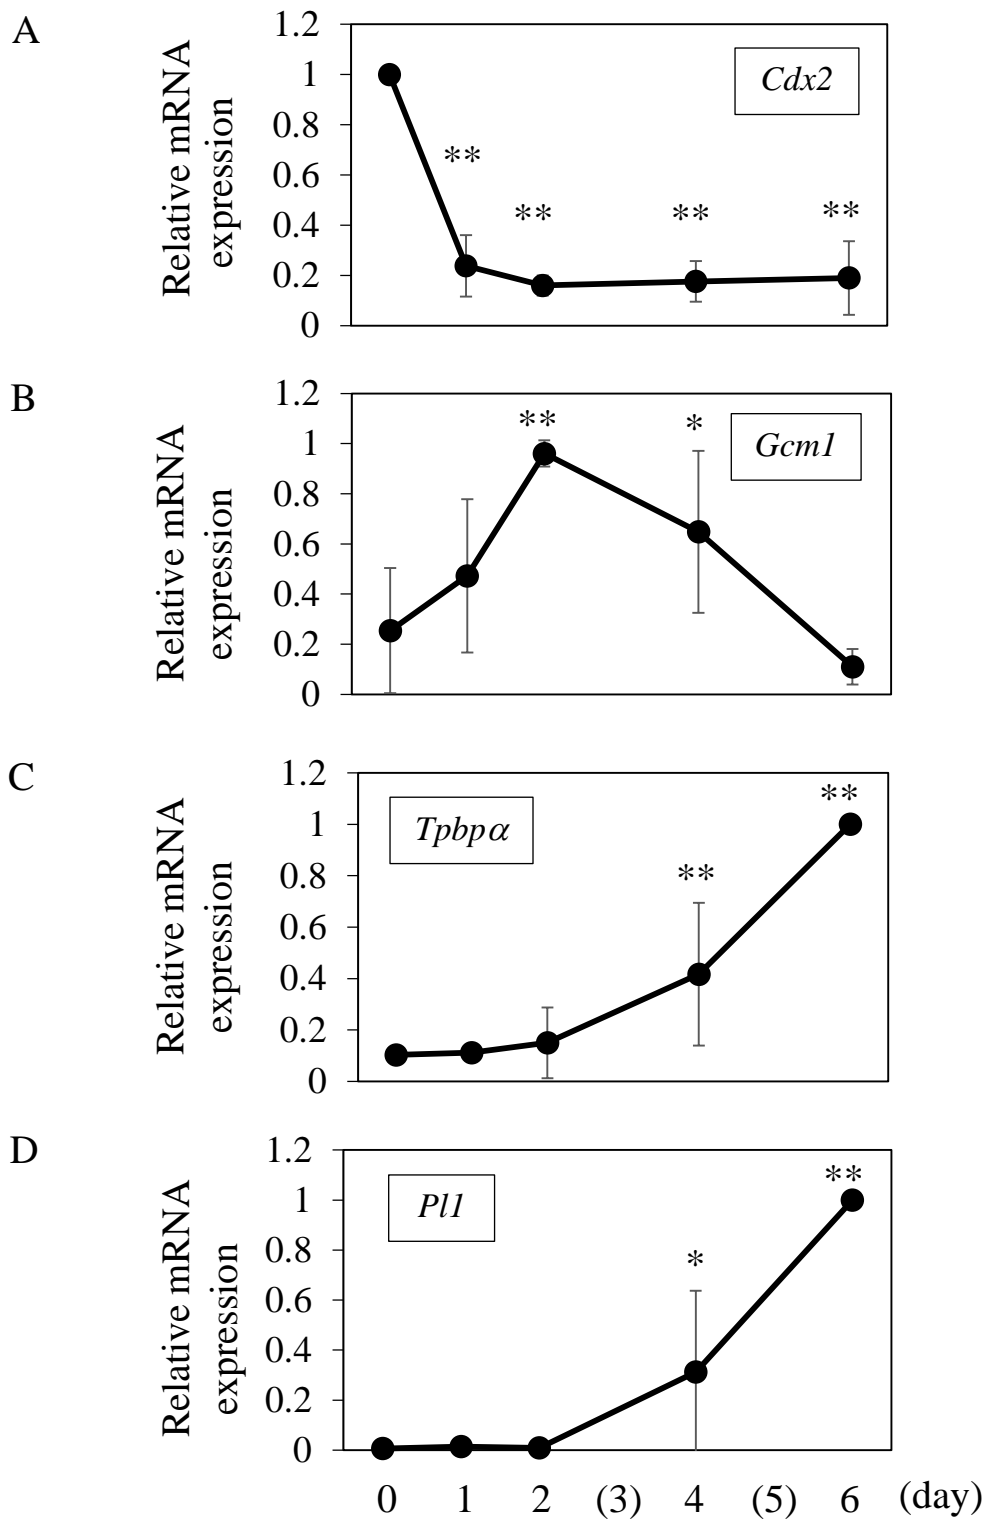 A
Relative mRNA
expression
1.2
1
0.8
0.6
0.4
0.2
0
Cdx2
**
**
**
**
B
Relative mRNA
expression
1.2
1
0.8
0.6
0.4
0.2
0
Gcm1
**
*
C
Relative mRNA
expression
1.2
1
0.8
0.6
0.4
0.2
0
Tpbpα
**
**
D
Relative mRNA
expression
1.2
1
0.8
0.6
0.4
0.2
0
Pl1
**
*
0 1 2 (3) 4 (5) 6 (day)